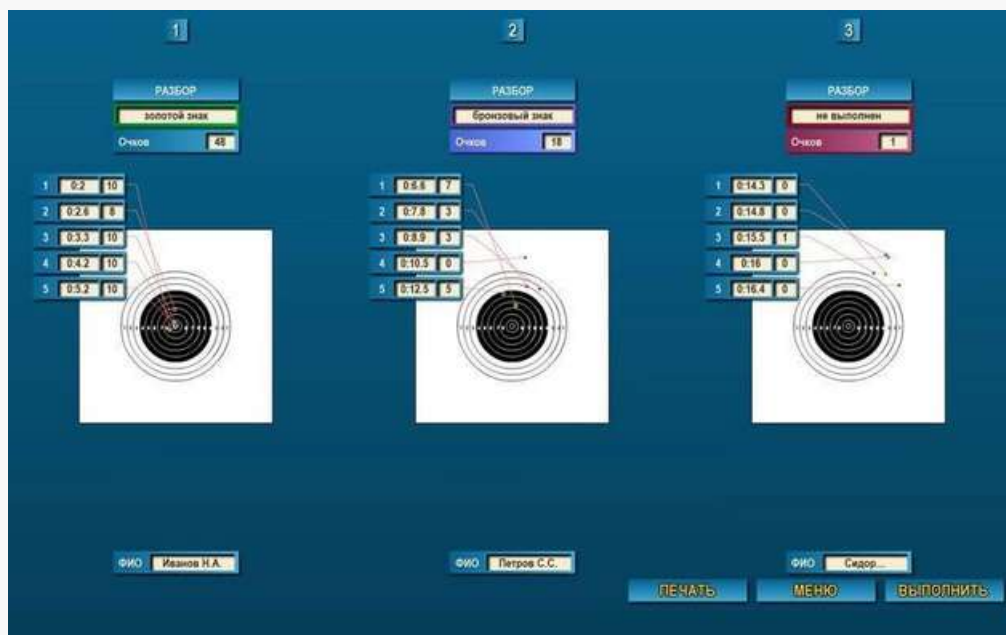 1
РАЗБОР
золотой знак
Очков 48
1 0:2 10
2 0:2.6 8
3 0:3.3 10
4 0:4.2 10
5 0:5.2 10
ФИО Иванов Н.А.
2
РАЗБОР
бронзовый знак
Очков 18
1 0:6.6 7
2 0:7.8 3
3 0:8.9 3
4 0:10.5 0
5 0:12.5 5
ФИО Петров С.С.
3
РАЗБОР
не выполнен
Очков 1
1 0:14.3 0
2 0:14.8 0
3 0:15.5 1
4 0:16 0
5 0:16.4 0
ФИО Сидор...
ПЕЧАТЬ МЕНЮ ВЫПОЛНИТЬ